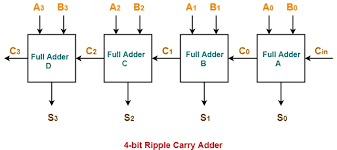 A3 B3 A2 B2 A1 B1 A0 B0
C3 Full Adder D C2 Full Adder C C1 Full Adder B C0 Full Adder A Cin
S3 S2 S1 S0
4-bit Ripple Carry Adder